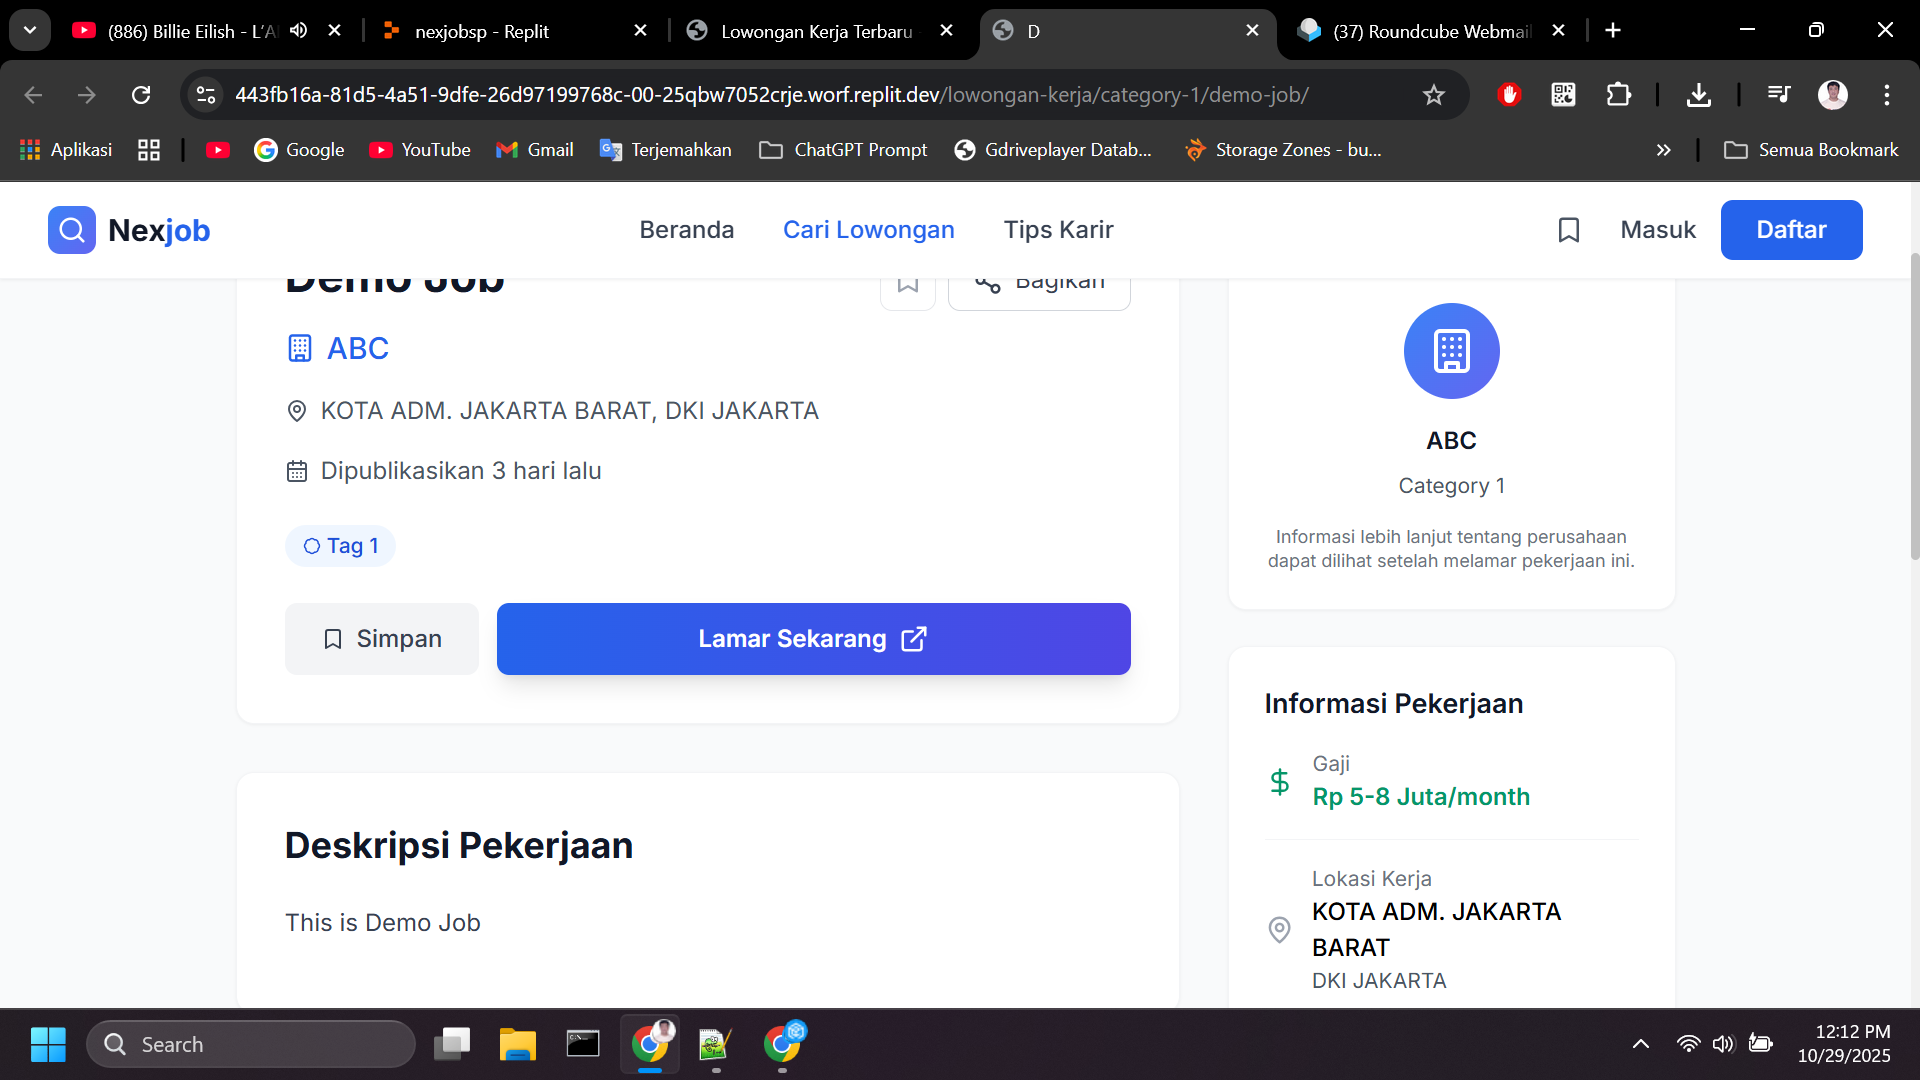 (886) Billie Eilish - L'A
nexjobsp - Replit
Lowongan Kerja Terbaru
D
(37) Roundcube Webmail
443fb16a-81d5-4a51-9dfe-26d97199768c-00-25qbw7052crje.worf.replit.dev/lowongan-kerja/category-1/demo-job/
Aplikasi
Google
YouTube
Gmail
Terjemahkan
ChatGPT Prompt
Gdriveplayer Datab...
Storage Zones - bu...
Semua Bookmark
Nexjob
Beranda
Cari Lowongan
Tips Karir
Masuk
Daftar
Demo Job
Bagikan
ABC
KOTA ADM. JAKARTA BARAT, DKI JAKARTA
Dipublikasikan 3 hari lalu
Tag 1
Simpan
Lamar Sekarang
Deskripsi Pekerjaan
This is Demo Job
ABC
Category 1
Informasi lebih lanjut tentang perusahaan
dapat dilihat setelah melamar pekerjaan ini.
Informasi Pekerjaan
Gaji
Rp 5-8 Juta/month
Lokasi Kerja
KOTA ADM. JAKARTA
BARAT
DKI JAKARTA
Search
12:12 PM
10/29/2025